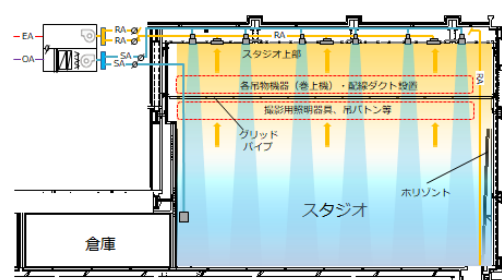 EA
OA
RA
RA
SA
SA
RA
RA
スタジオ上部
各吊物機器（巻上機）・配線ダクト設置
撮影用照明器具、吊バトン等
グリッド
パイプ
ホリゾント
スタジオ
倉庫